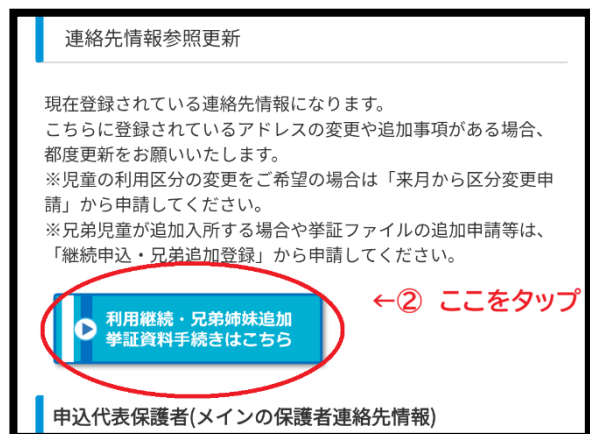 連絡先情報参照更新
現在登録されている連絡先情報になります。
こちらに登録されているアドレスの変更や追加事項がある場合、
都度更新をお願いいたします。
※児童の利用区分の変更をご希望の場合は「来月から区分変更申
請」から申請してください。
※兄弟児童が追加入所する場合や挙証ファイルの追加申請等は、
「継続申込・兄弟追加登録」から申請してください。
利用継続・兄弟姉妹追加
挙証資料手続きはこちら
←② ここをタップ
申込代表保護者(メインの保護者連絡先情報)